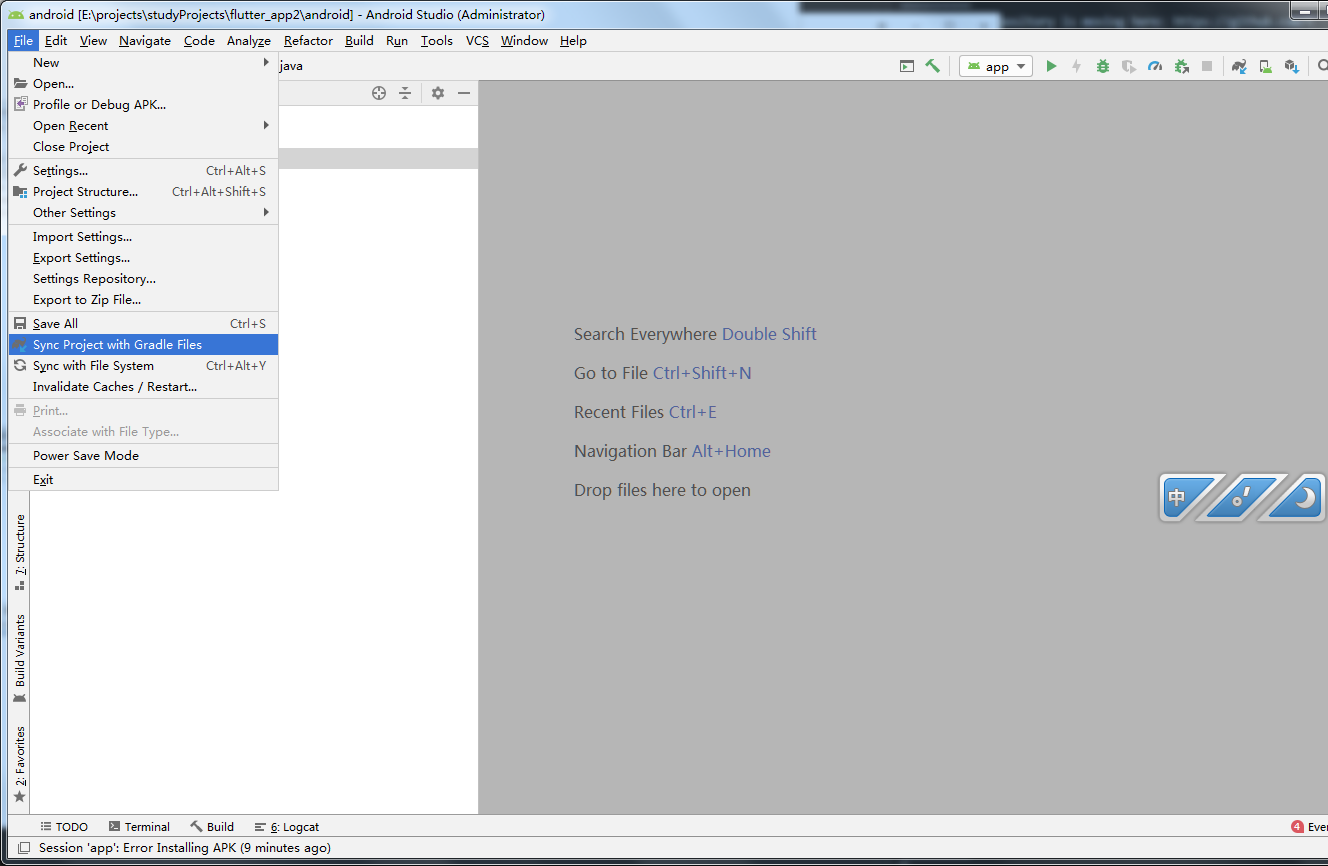 android [E:\projects\studyProjects\flutter_app2\android] - Android Studio (Administrator)
File Edit View Navigate Code Analyze Refactor Build Run Tools VCS Window Help
java
app
New
Open...
Profile or Debug APK...
Open Recent
Close Project
Settings... Ctrl+Alt+S
Project Structure... Ctrl+Alt+Shift+S
Other Settings
Import Settings...
Export Settings...
Settings Repository...
Export to Zip File...
Save All Ctrl+S
Sync Project with Gradle Files
Sync with File System Ctrl+Alt+Y
Invalidate Caches / Restart...
Print...
Associate with File Type...
Power Save Mode
Exit
Search Everywhere Double Shift
Go to File Ctrl+Shift+N
Recent Files Ctrl+E
Navigation Bar Alt+Home
Drop files here to open
中
7: Structure
Build Variants
2: Favorites
TODO Terminal Build 6: Logcat
4 Ever
Session 'app': Error Installing APK (9 minutes ago)